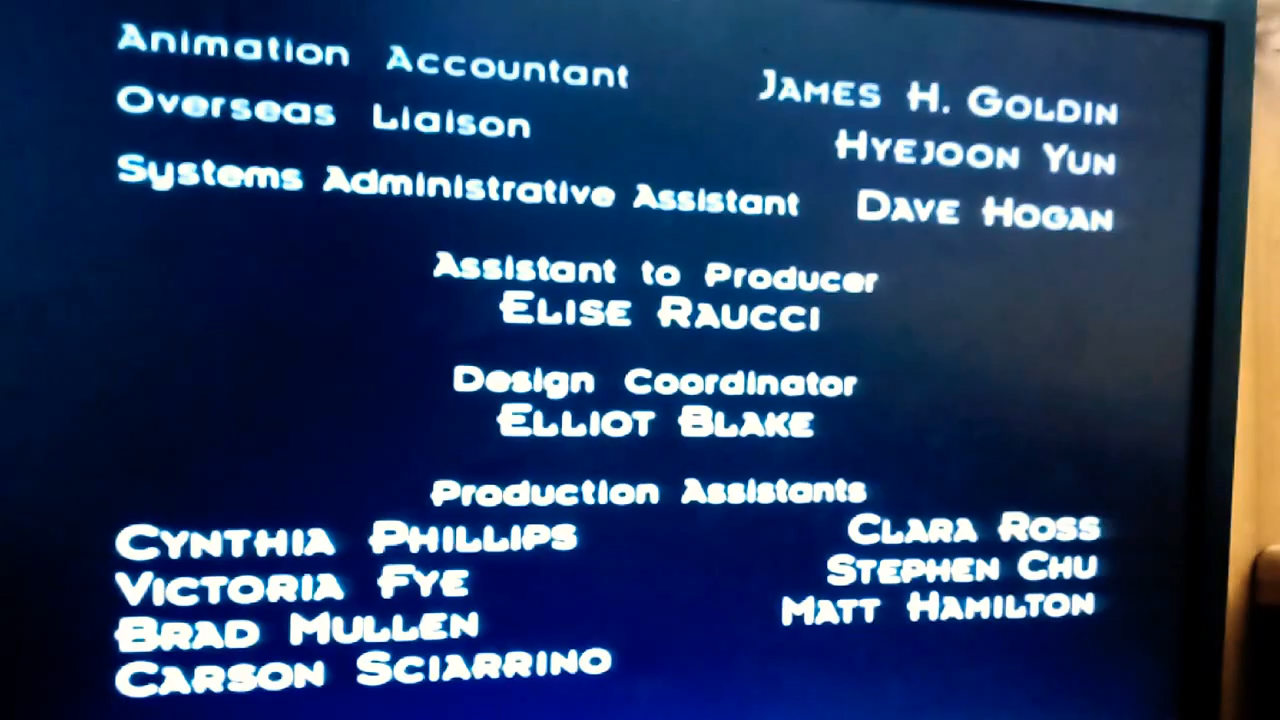 Animation Accountant JAMES H. GOLDIN
Overseas Liaison HYEJOON YUN
Systems Administrative Assistant DAVE HOGAN
Assistant to Producer
ELISE RAUCCI
Design Coordinator
ELLIOT BLAKE
Production Assistants
CYNTHIA PHILLIPS CLARA ROSS
VICTORIA FYE STEPHEN CHU
BRAD MULLEN MATT HAMILTON
CARSON SCIARRINO